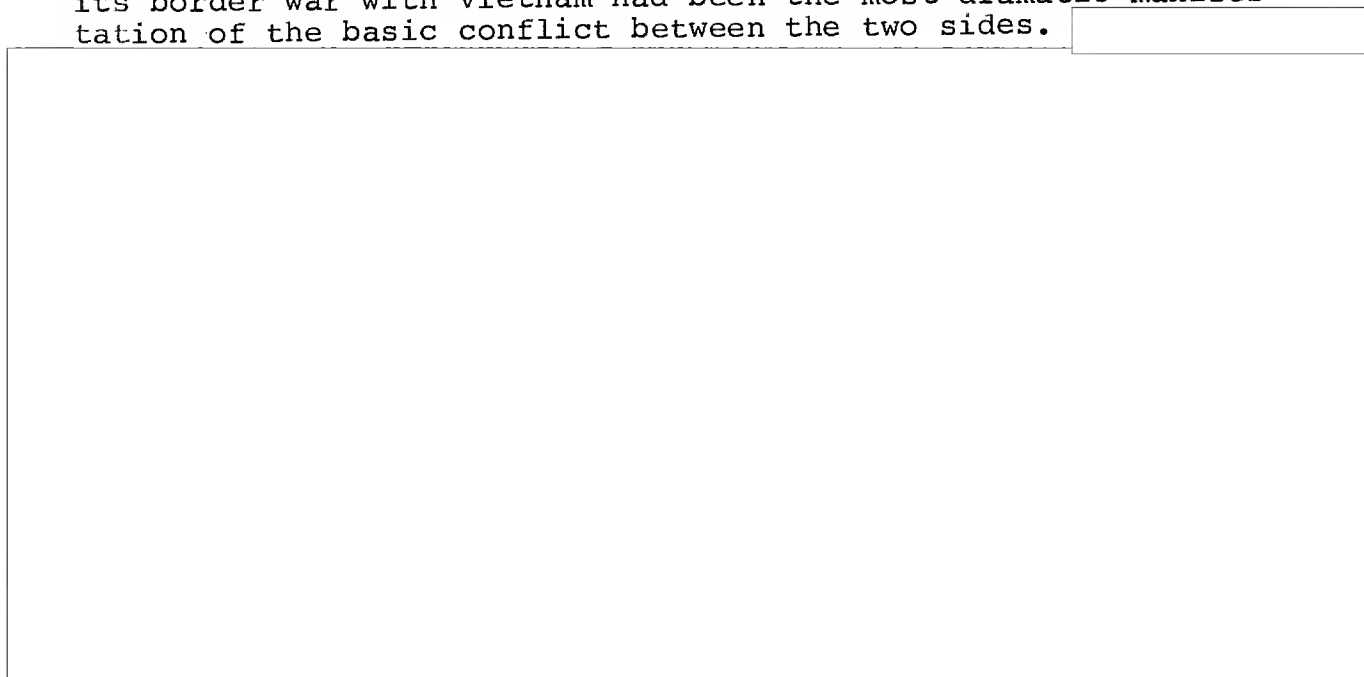 its border war with Vietnam had been the most dramatic manifes-
tation of the basic conflict between the two sides.